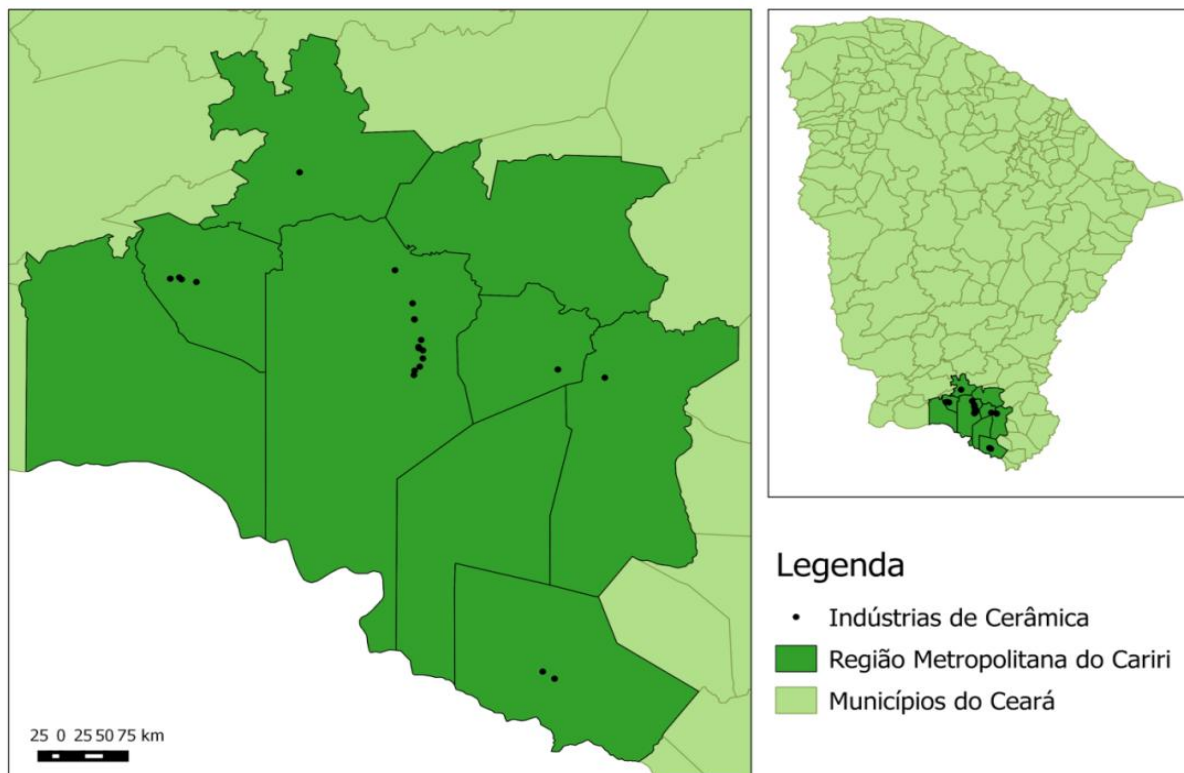 25 0 25 50 75 km
Legenda
Indústrias de Cerâmica
Região Metropolitana do Cariri
Municípios do Ceará